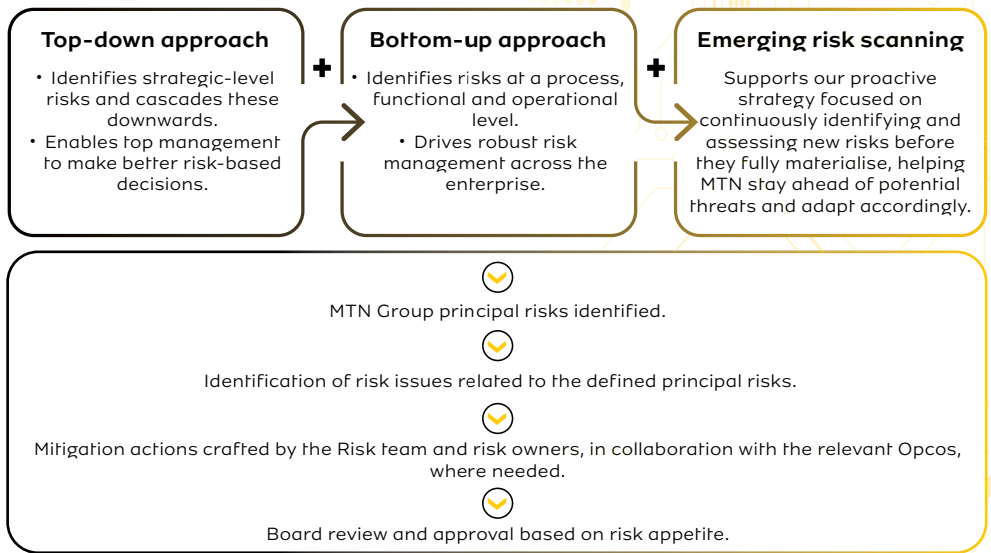 Top-down approach
• Identifies strategic-level
risks and cascades these
downwards.
• Enables top management
to make better risk-based
decisions.
+
Bottom-up approach
• Identifies risks at a process,
functional and operational
level.
• Drives robust risk
management across the
enterprise.
+
Emerging risk scanning
Supports our proactive
strategy focused on
continuously identifying and
assessing new risks before
they fully materialise, helping
MTN stay ahead of potential
threats and adapt accordingly.
MTN Group principal risks identified.
Identification of risk issues related to the defined principal risks.
Mitigation actions crafted by the Risk team and risk owners, in collaboration with the relevant Opcos,
where needed.
Board review and approval based on risk appetite.